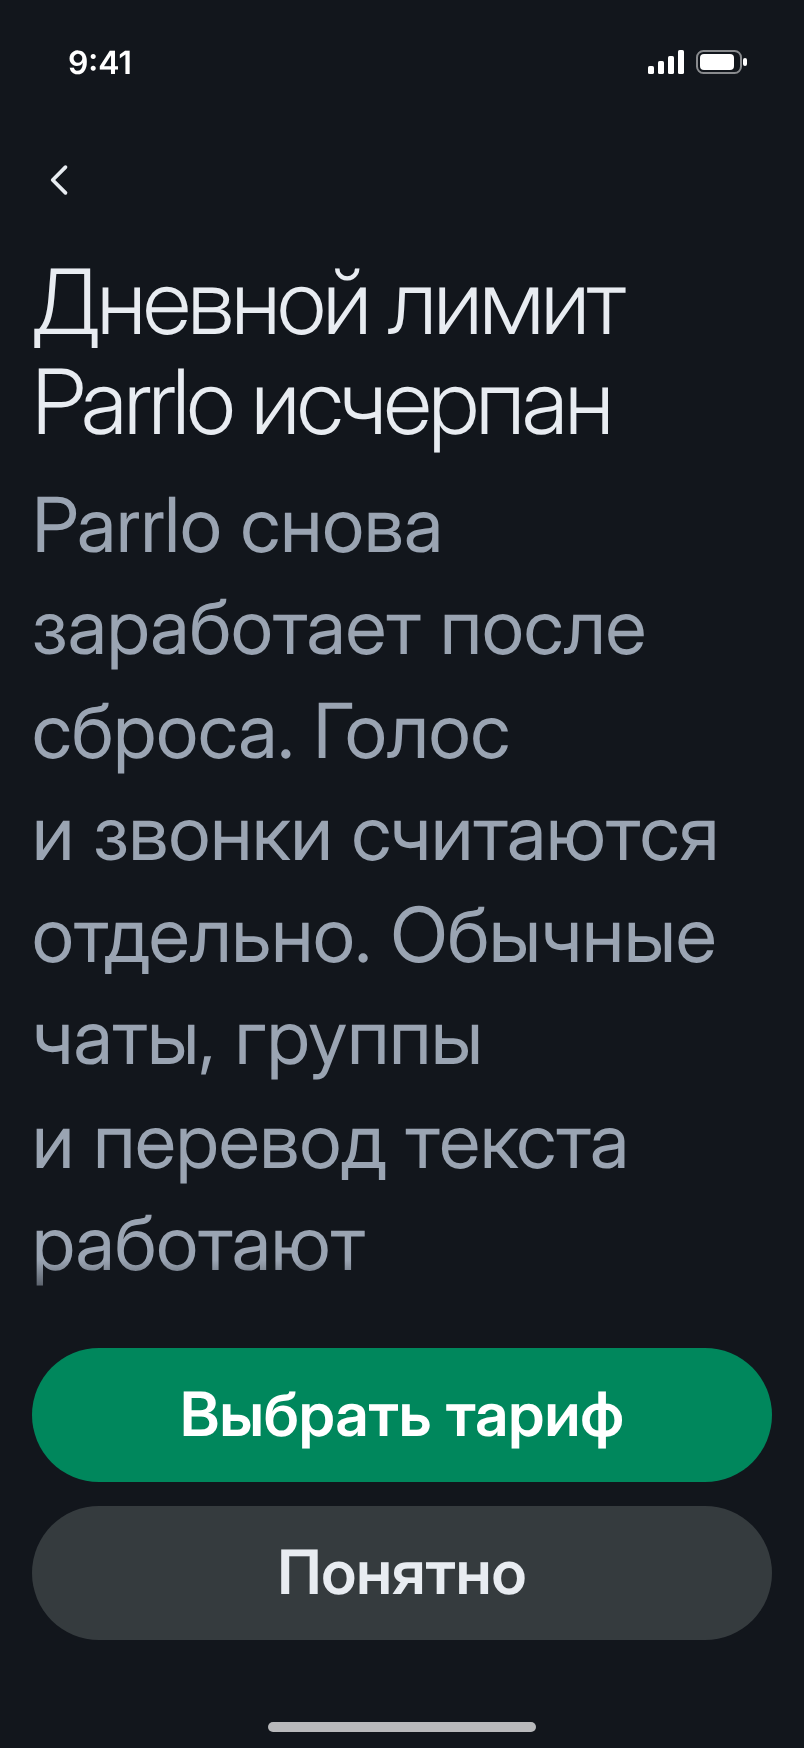 9:41
Дневной лимит
Parrlo исчерпан
Parrlo снова
заработает после
сброса. Голос
и звонки считаются
отдельно. Обычные
чаты, группы
и перевод текста
работают
Выбрать тариф
Понятно